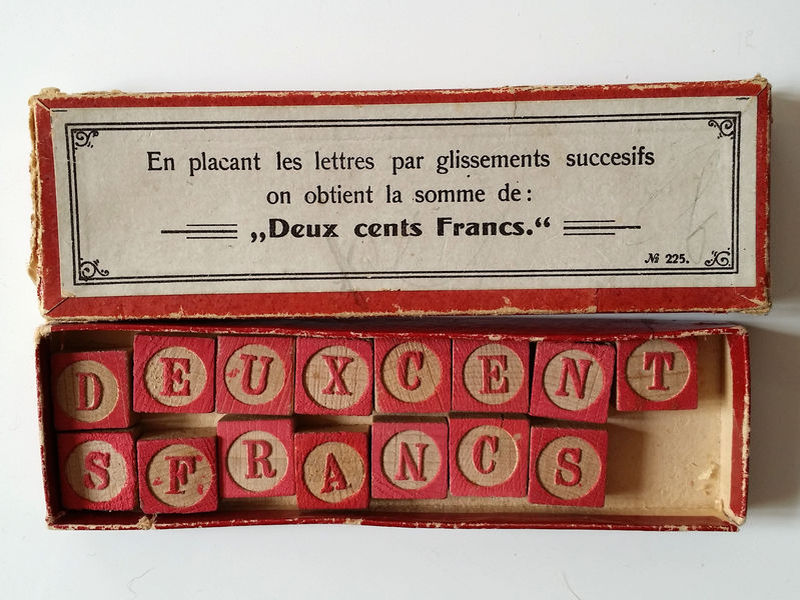 En placant les lettres par glissements succesifs
on obtient la somme de:
„Deux cents Francs.“
№ 225.
DEUXCENT
SFRANCS